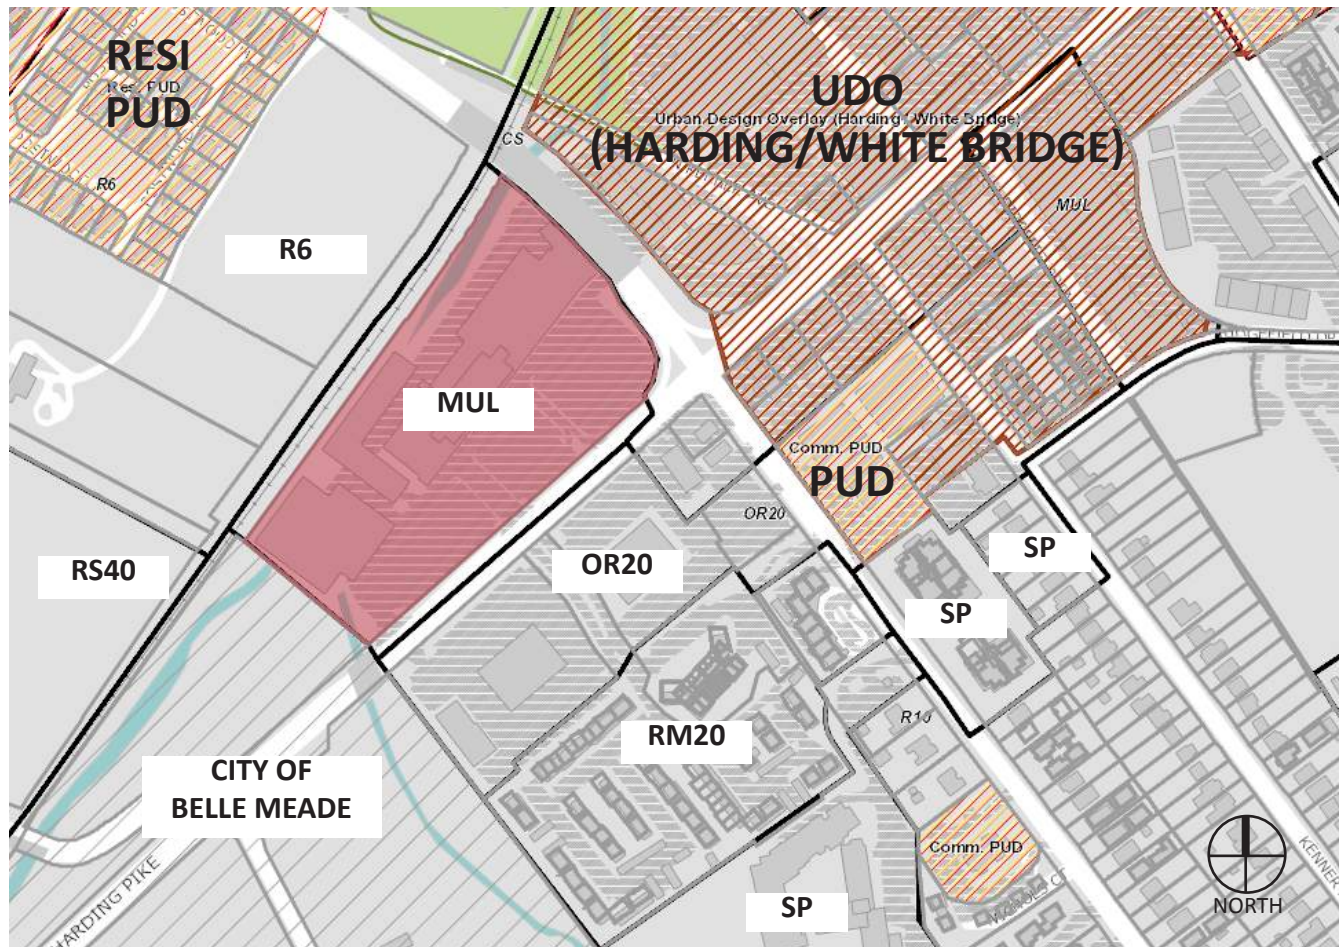 RESI
Res. PUD
PUD
R6
CS
UDO
Urban Design Overlay (Harding / White Bridge)
(HARDING/WHITE BRIDGE)
MUL
R6
MUL
Comm. PUD
PUD
OR20
OR20
SP
SP
RS40
RM20
R10
CITY OF
BELLE MEADE
HARDING PIKE
Comm. PUD
SP
NORTH